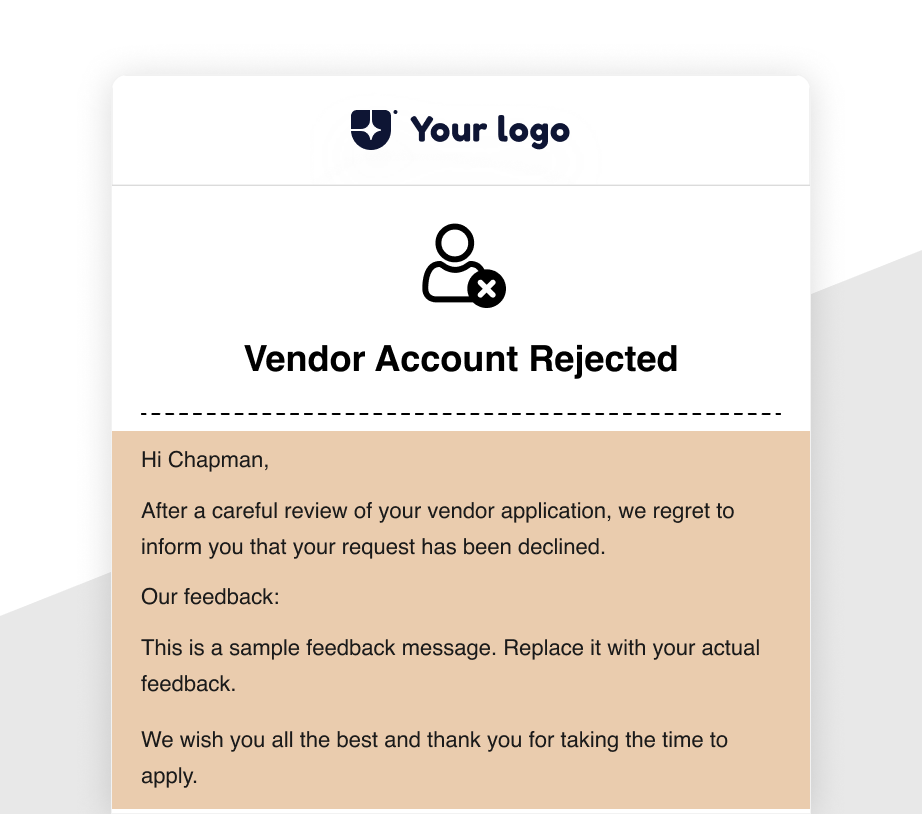 Your logo
Vendor Account Rejected
Hi Chapman,
After a careful review of your vendor application, we regret to
inform you that your request has been declined.
Our feedback:
This is a sample feedback message. Replace it with your actual
feedback.
We wish you all the best and thank you for taking the time to
apply.